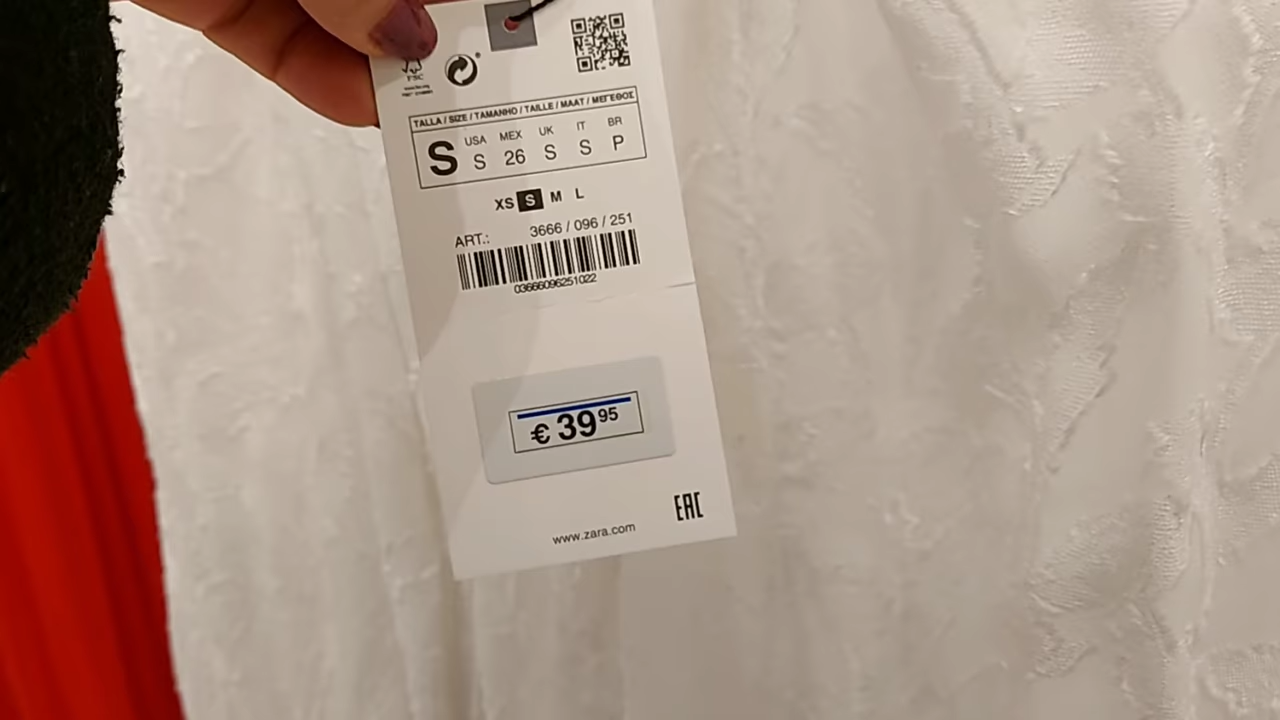 FSC
®
TALLA / SIZE / TAMANHO / TAILLE / MAAT / ΜΕΓΕΘΟΣ
S
USA MEX UK IT BR
S 26 S S P
XS S M L
ART.: 3666 / 096 / 251
03666096251022
€ 39 95
EAC
www.zara.com